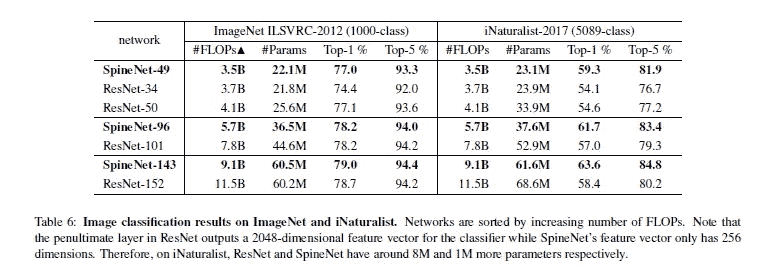 network ImageNet ILSVRC-2012 (1000-class) iNaturalist-2017 (5089-class)
#FLOPs▲ #Params Top-1 % Top-5 % #FLOPs #Params Top-1 % Top-5 %
SpineNet-49 3.5B 22.1M 77.0 93.3 3.5B 23.1M 59.3 81.9
ResNet-34 3.7B 21.8M 74.4 92.0 3.7B 23.9M 54.1 76.7
ResNet-50 4.1B 25.6M 77.1 93.6 4.1B 33.9M 54.6 77.2
SpineNet-96 5.7B 36.5M 78.2 94.0 5.7B 37.6M 61.7 83.4
ResNet-101 7.8B 44.6M 78.2 94.2 7.8B 52.9M 57.0 79.3
SpineNet-143 9.1B 60.5M 79.0 94.4 9.1B 61.6M 63.6 84.8
ResNet-152 11.5B 60.2M 78.7 94.2 11.5B 68.6M 58.4 80.2
Table 6: Image classification results on ImageNet and iNaturalist. Networks are sorted by increasing number of FLOPs. Note that
the penultimate layer in ResNet outputs a 2048-dimensional feature vector for the classifier while SpineNet's feature vector only has 256
dimensions. Therefore, on iNaturalist, ResNet and SpineNet have around 8M and 1M more parameters respectively.